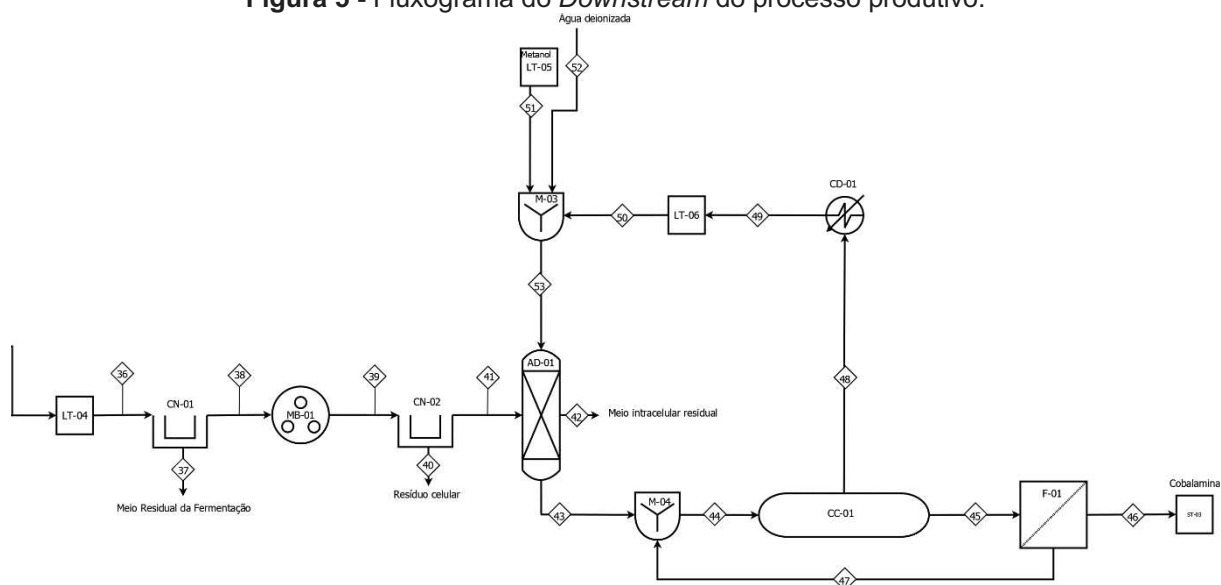 Figura 5 - Fluxograma do Downstream do processo produtivo.
Água deionizada
Metanol
LT-05
52
51
M-03
CD-01
50
LT-06
49
53
48
AD-01
36
38
39
41
LT-04
CN-01
MB-01
CN-02
42
Meio intracelular residual
37
40
Meio Residual da Fermentação
Resíduo celular
Cobalamina
43
M-04
44
CC-01
45
F-01
46
ST-03
47